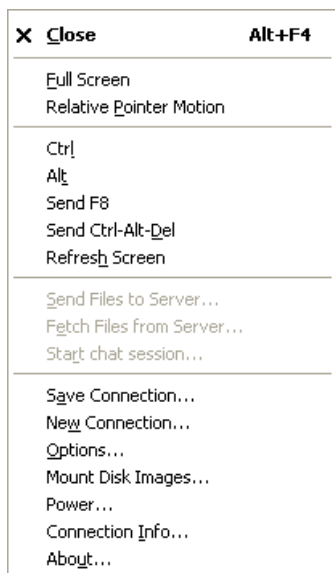 Close Alt+F4
Full Screen
Relative Pointer Motion
Ctrl
Alt
Send F8
Send Ctrl-Alt-Del
Refresh Screen
Send Files to Server...
Fetch Files from Server...
Start chat session...
Save Connection...
New Connection...
Options...
Mount Disk Images...
Power...
Connection Info...
About...